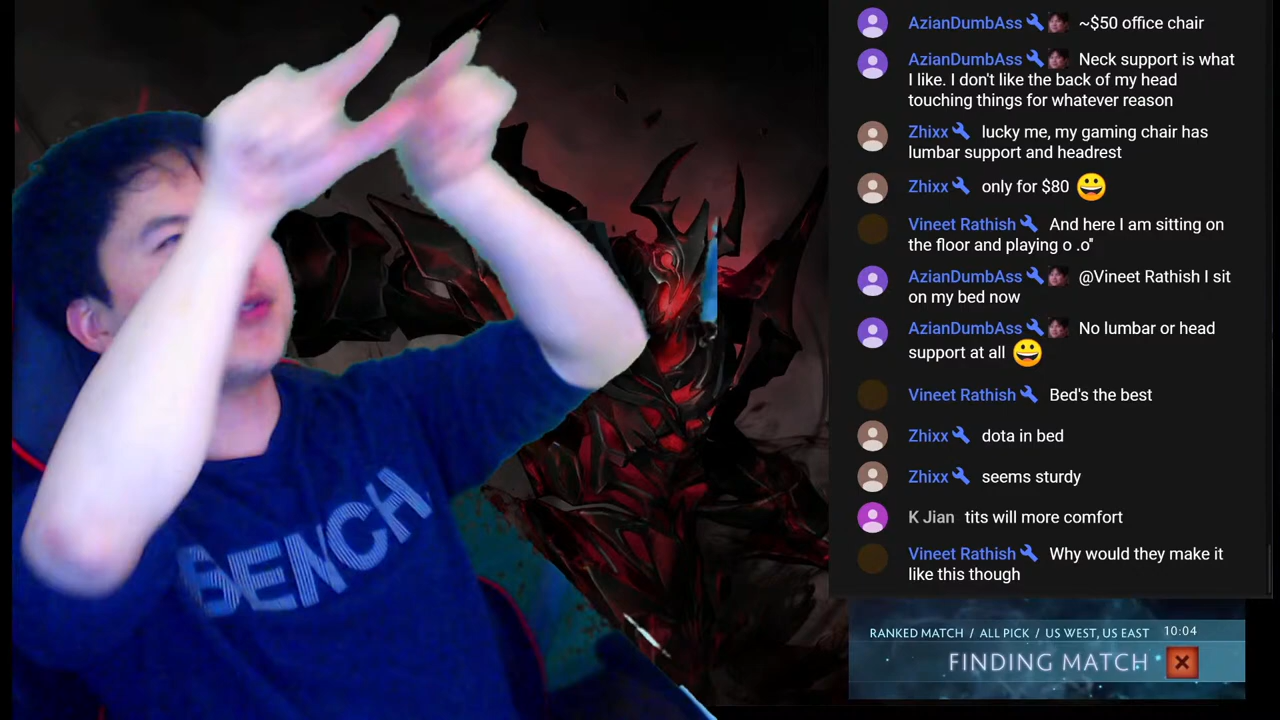 AzianDumbAss ~$50 office chair
AzianDumbAss Neck support is what
I like. I don't like the back of my head
touching things for whatever reason
Zhixx lucky me, my gaming chair has
lumbar support and headrest
Zhixx only for $80 😀
Vineet Rathish And here I am sitting on
the floor and playing o .o"
AzianDumbAss @Vineet Rathish I sit
on my bed now
AzianDumbAss No lumbar or head
support at all 😀
Vineet Rathish Bed's the best
Zhixx dota in bed
Zhixx seems sturdy
K Jian tits will more comfort
Vineet Rathish Why would they make it
like this though
BENCH
RANKED MATCH / ALL PICK / US WEST, US EAST 10:04
FINDING MATCH